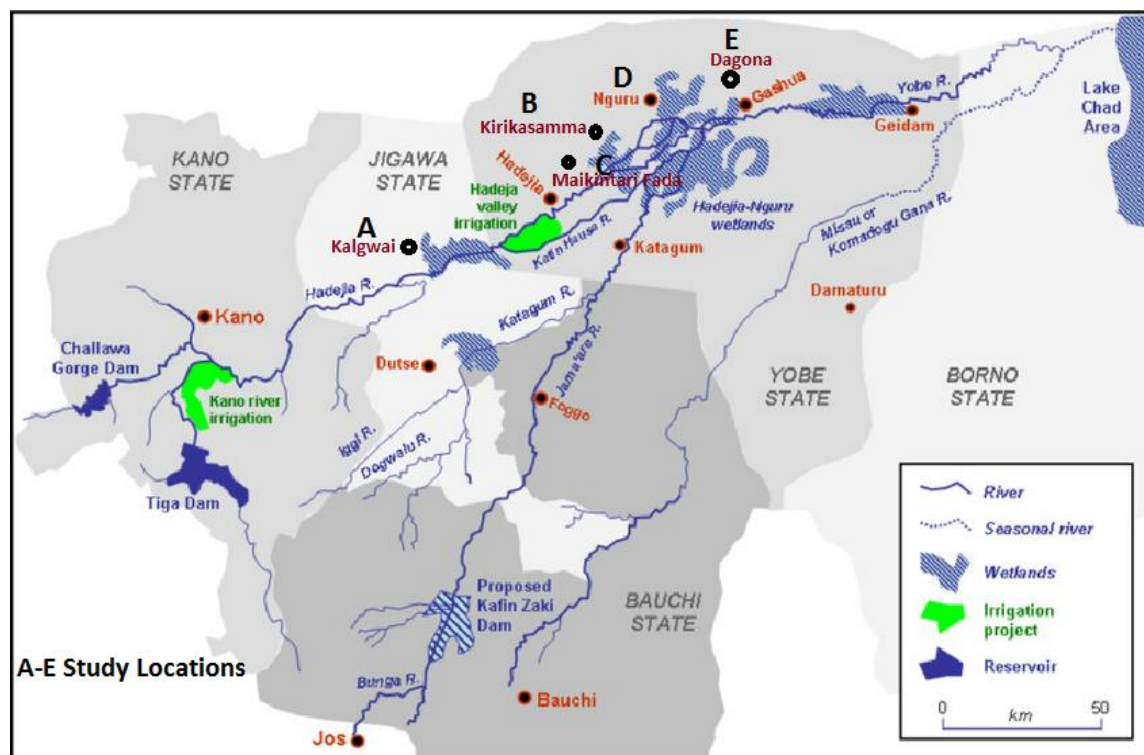 E
Dagona
D
Nguru
Gashua
Yobe R.
Lake
Chad
Area
B
Kirikasamma
Geidam
KANO
STATE
JIGAWA
STATE
Hadejia
C
Maikintari Fada
Hadeja
valley
irrigation
Hadejia-Nguru
wetlands
Kafin Hausa R.
A
Kalgwai
Katagum
Missau or
Komadogu Gana R.
Hadejia R.
Damaturu
Kano
Katagum R.
Challawa
Gorge Dam
Dutse
Jama'are R.
YOBE
STATE
BORNO
STATE
Kano river
irrigation
Foggo
Iggi R.
Dogwalu R.
Tiga Dam
River
Seasonal river
Wetlands
Irrigation
project
Reservoir
0 50
km
Proposed
Kafin Zaki
Dam
BAUCHI
STATE
A-E Study Locations
Bunga R.
Bauchi
Jos